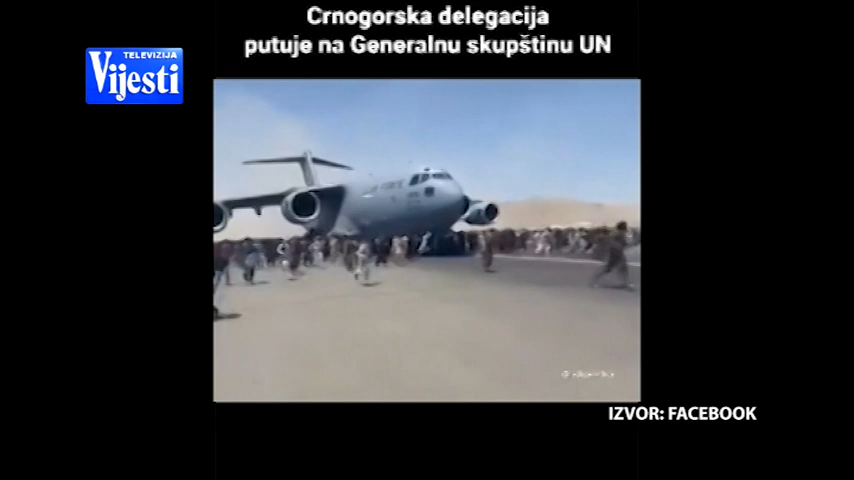 Crnogorska delegacija
putuje na Generalnu skupštinu UN
TELEVIZIJA
Vijesti
IZVOR: FACEBOOK